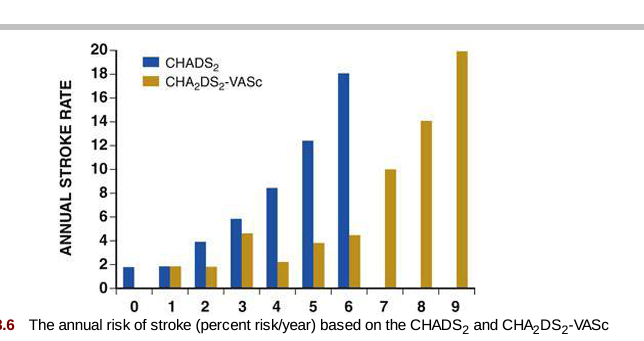 20
18
16
14
12
10
8
6
4
2
0
ANNUAL STROKE RATE
CHADS₂
CHA₂DS₂-VASc
0 1 2 3 4 5 6 7 8 9
3.6 The annual risk of stroke (percent risk/year) based on the CHADS₂ and CHA₂DS₂-VASc